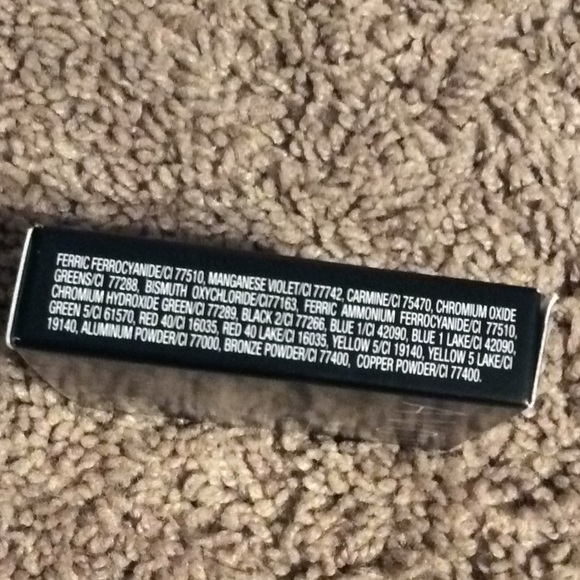 FERRIC FERROCYANIDE/CI 77510, MANGANESE VIOLET/CI 77742, CARMINE/CI 75470, CHROMIUM OXIDE
GREENS/CI 77288, BISMUTH OXYCHLORIDE/CI77163, FERRIC AMMONIUM FERROCYANIDE/CI 77510,
CHROMIUM HYDROXIDE GREEN/CI 77289, BLACK 2/CI 77266, BLUE 1/CI 42090, BLUE 1 LAKE/CI 42090,
GREEN 5/CI 61570, RED 40/CI 16035, RED 40 LAKE/CI 16035, YELLOW 5/CI 19140, YELLOW 5 LAKE/CI
19140, ALUMINUM POWDER/CI 77000, BRONZE POWDER/CI 77400, COPPER POWDER/CI 77400.